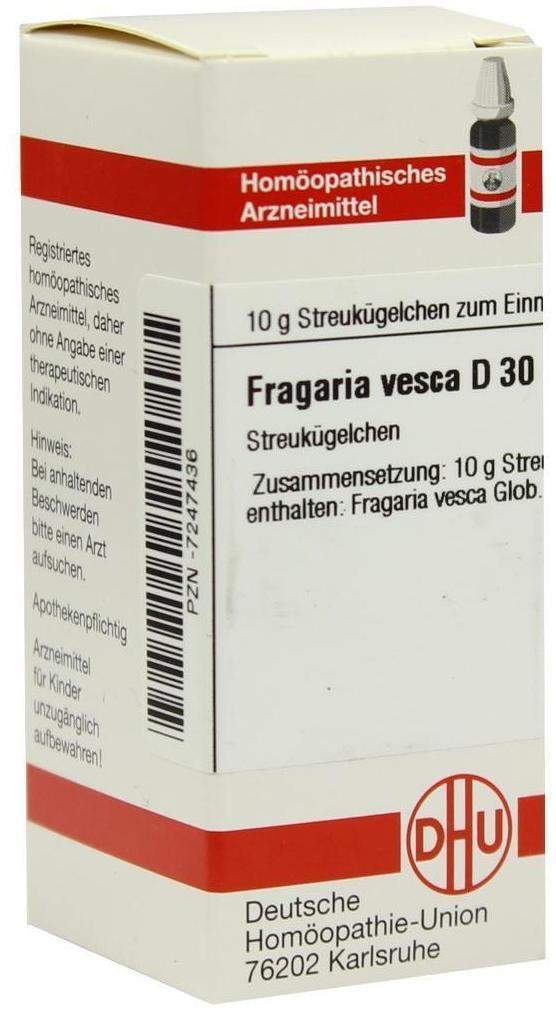 Homöopathisches
Arzneimittel
10 g Streukügelchen zum Einn
Fragaria vesca D 30
Streukügelchen
Zusammensetzung: 10 g Streu
enthalten: Fragaria vesca Glob.
PZN -7247436
Registriertes
homöopathisches
Arzneimittel, daher
ohne Angabe einer
therapeutischen
Indikation.
Hinweis:
Bei anhaltenden
Beschwerden
bitte einen Arzt
aufsuchen.
Apothekenpflichtig
Arzneimittel
für Kinder
unzugänglich
aufbewahren!
DHU
Deutsche
Homöopathie-Union
76202 Karlsruhe